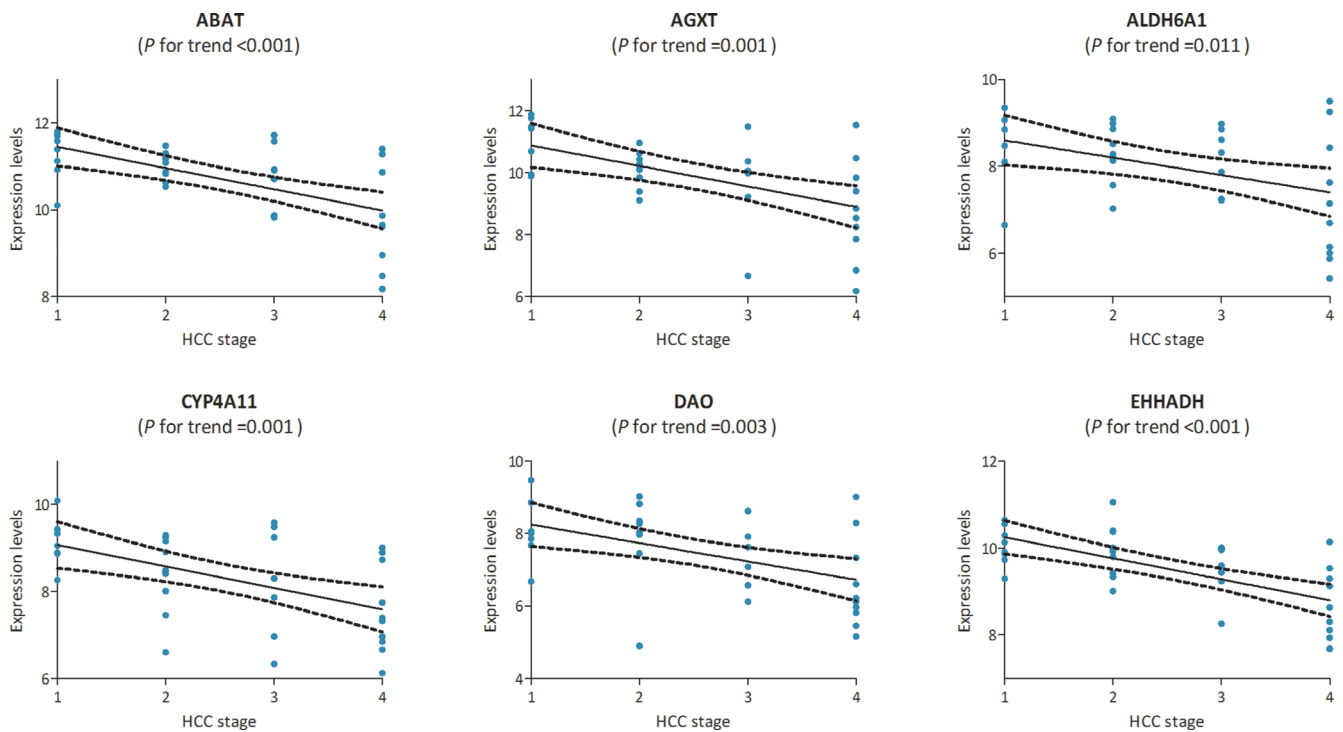 ABAT
(P for trend <0.001)
Expression levels
12
10
8
1 2 3 4
HCC stage
AGXT
(P for trend =0.001)
Expression levels
12
10
8
6
1 2 3 4
HCC stage
ALDH6A1
(P for trend =0.011)
Expression levels
10
8
6
1 2 3 4
HCC stage
CYP4A11
(P for trend =0.001)
Expression levels
10
8
6
1 2 3 4
HCC stage
DAO
(P for trend =0.003)
Expression levels
10
8
6
4
1 2 3 4
HCC stage
EHHADH
(P for trend <0.001)
Expression levels
12
10
8
1 2 3 4
HCC stage